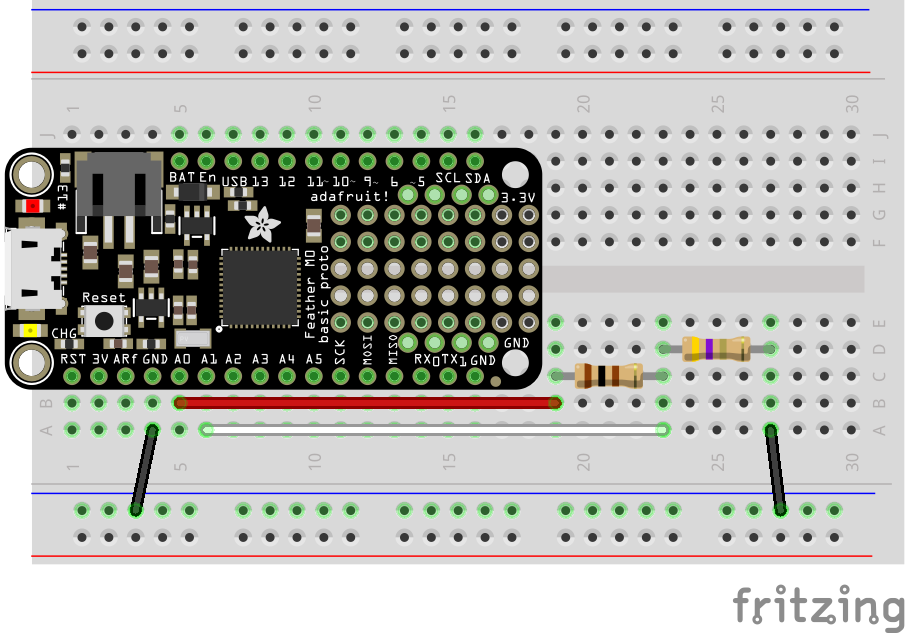 1 5 10 15 20 25 30
J J
I
H
G
F
BAT En USB 13 12 11~ 10~ 9~ 6 ~5 SCL SDA
#13
adafruit! 3.3V
Feather M0
basic proto
Reset
CHG
GND
E
D
C
B B
A A
RST 3V ARf GND A0 A1 A2 A3 A4 A5 SCK MOSI MISO RX0 TX1 GND
1 5 10 15 20 25 30
fritzing